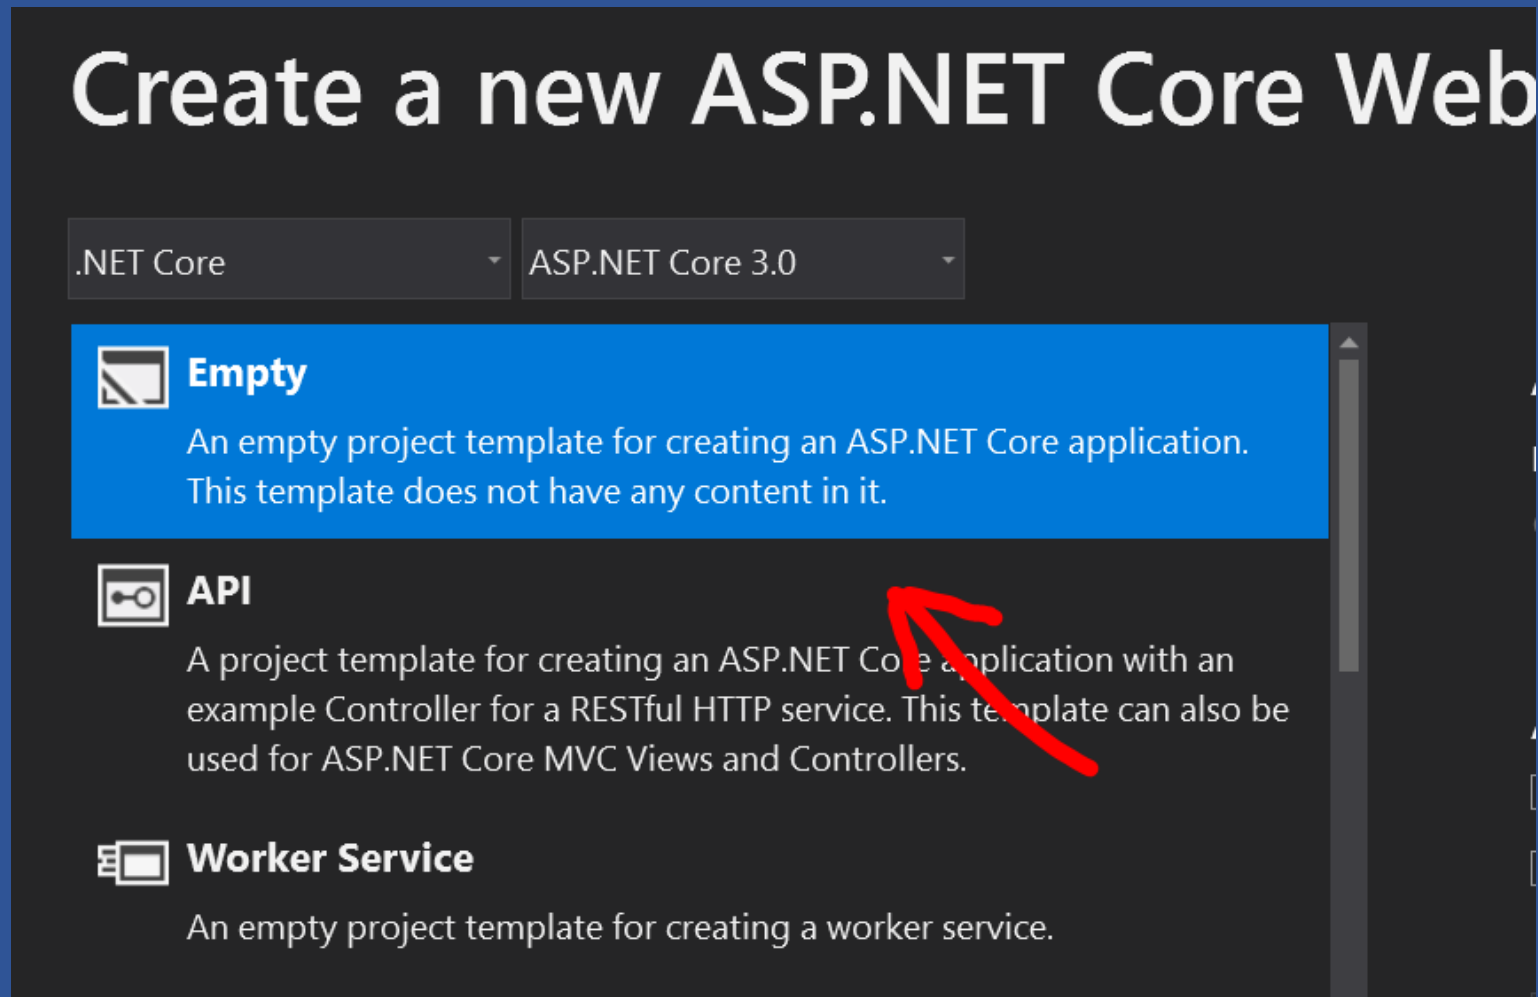 Create a new ASP.NET Core Web
.NET Core
ASP.NET Core 3.0
Empty
An empty project template for creating an ASP.NET Core application.
This template does not have any content in it.
API
A project template for creating an ASP.NET Core application with an
example Controller for a RESTful HTTP service. This template can also be
used for ASP.NET Core MVC Views and Controllers.
Worker Service
An empty project template for creating a worker service.